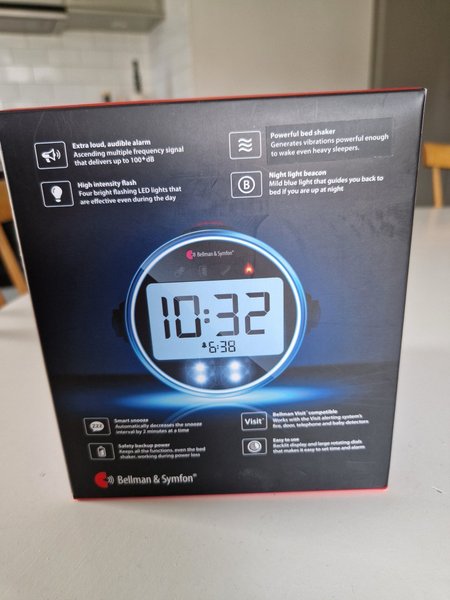 Extra loud, audible alarm
Ascending multiple frequency signal
that delivers up to 100*dB
Powerful bed shaker
Generates vibrations powerful enough
to wake even heavy sleepers.
High intensity flash
Four bright flashing LED lights that
are effective even during the day
B
Night light beacon
Mild blue light that guides you back to
bed if you are up at night
Bellman & Symfon®
10:32
6:38
zzz
Smart snooze
Automatically decreases the snooze
interval by 2 minutes at a time
Visit™
Bellman Visit™ compatible
Works with the Visit alerting system's
fire, door, telephone and baby detectors
Safety backup power
Keeps all the functions, even the bed
shaker, working during power loss
Easy to use
Backlit display and large rotating dials
that makes it easy to set time and alarm
Bellman & Symfon®